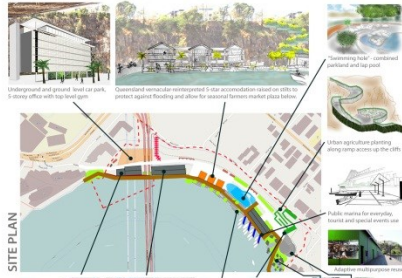 Underground and ground level car park,
5-storey office with top level gym.
Queensland vernacular-reinterpreted 5-star accomodation-raised on stilts to
protect against flooding and allow for seasonal farmers market plaza below.
"Swimming hole" - combined
parkland and lap pool
Urban agriculture planting
along ramp access up the cliffs
Public marina for everyday,
tourist and special events use
Adaptive multipurpose
SITE PLAN